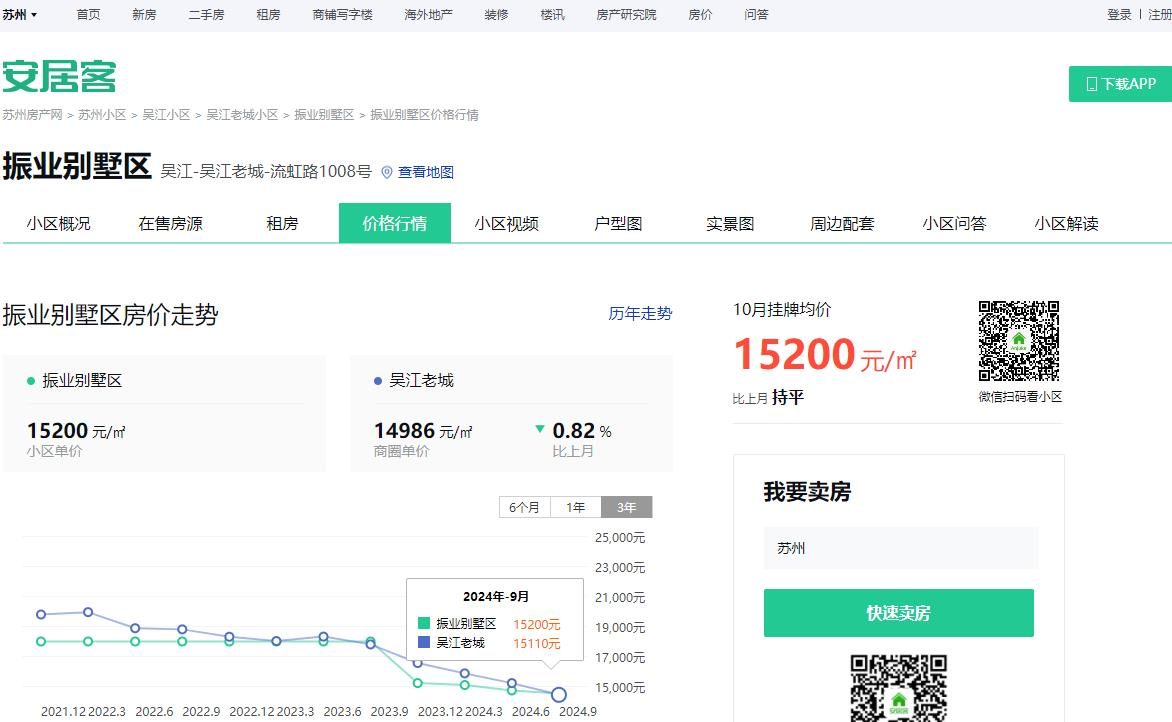 苏州 首页 新房 二手房 租房 商铺写字楼 海外地产 装修 楼讯 房产研究院 房价 问答 登录 | 注册
安居客
下载APP
苏州房产网 > 苏州小区 > 吴江小区 > 吴江老城小区 > 振业别墅区 > 振业别墅区价格行情
振业别墅区 吴江-吴江老城-流虹路1008号 查看地图
小区概况 在售房源 租房 价格行情 小区视频 户型图 实景图 周边配套 小区问答 小区解读
振业别墅区房价走势 历年走势
振业别墅区
15200 元/㎡
小区单价
吴江老城
14986 元/㎡ 0.82 %
商圈单价 比上月
6个月 1年 3年
25,000元
23,000元
21,000元
19,000元
17,000元
15,000元
2024年-9月
振业别墅区 15200元
吴江老城 15110元
2021.12 2022.3 2022.6 2022.9 2022.12 2023.3 2023.6 2023.9 2023.12 2024.3 2024.6 2024.9
10月挂牌均价
15200 元/㎡
比上月 持平
微信扫码看小区
我要卖房
苏州
快速卖房